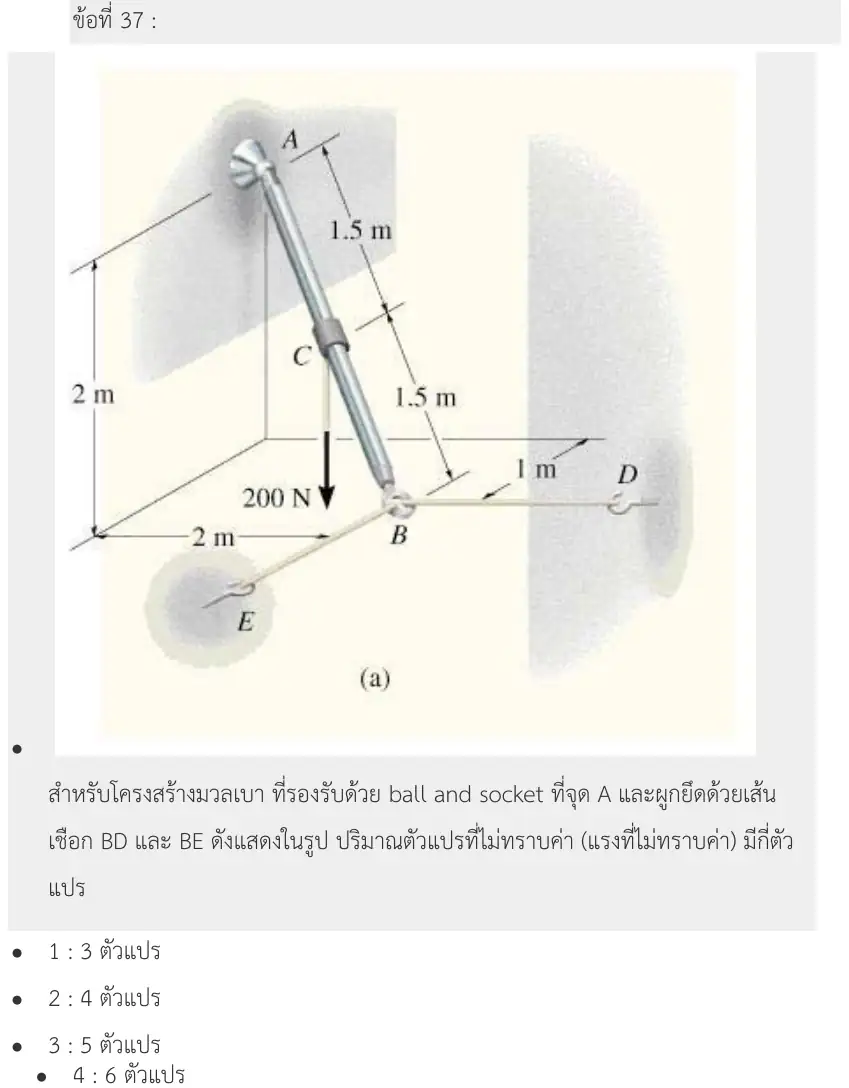 ข้อที่ 37 :
A
1.5 m
C
2 m
1.5 m
1 m
D
200 N
2 m
B
E
(a)
สำหรับโครงสร้างมวลเบา ที่รองรับด้วย ball and socket ที่จุด A และผูกยึดด้วยเส้น
เชือก BD และ BE ดังแสดงในรูป ปริมาณตัวแปรที่ไม่ทราบค่า (แรงที่ไม่ทราบค่า) มีกี่ตัว
แปร
1 : 3 ตัวแปร
2 : 4 ตัวแปร
3 : 5 ตัวแปร
4 : 6 ตัวแปร